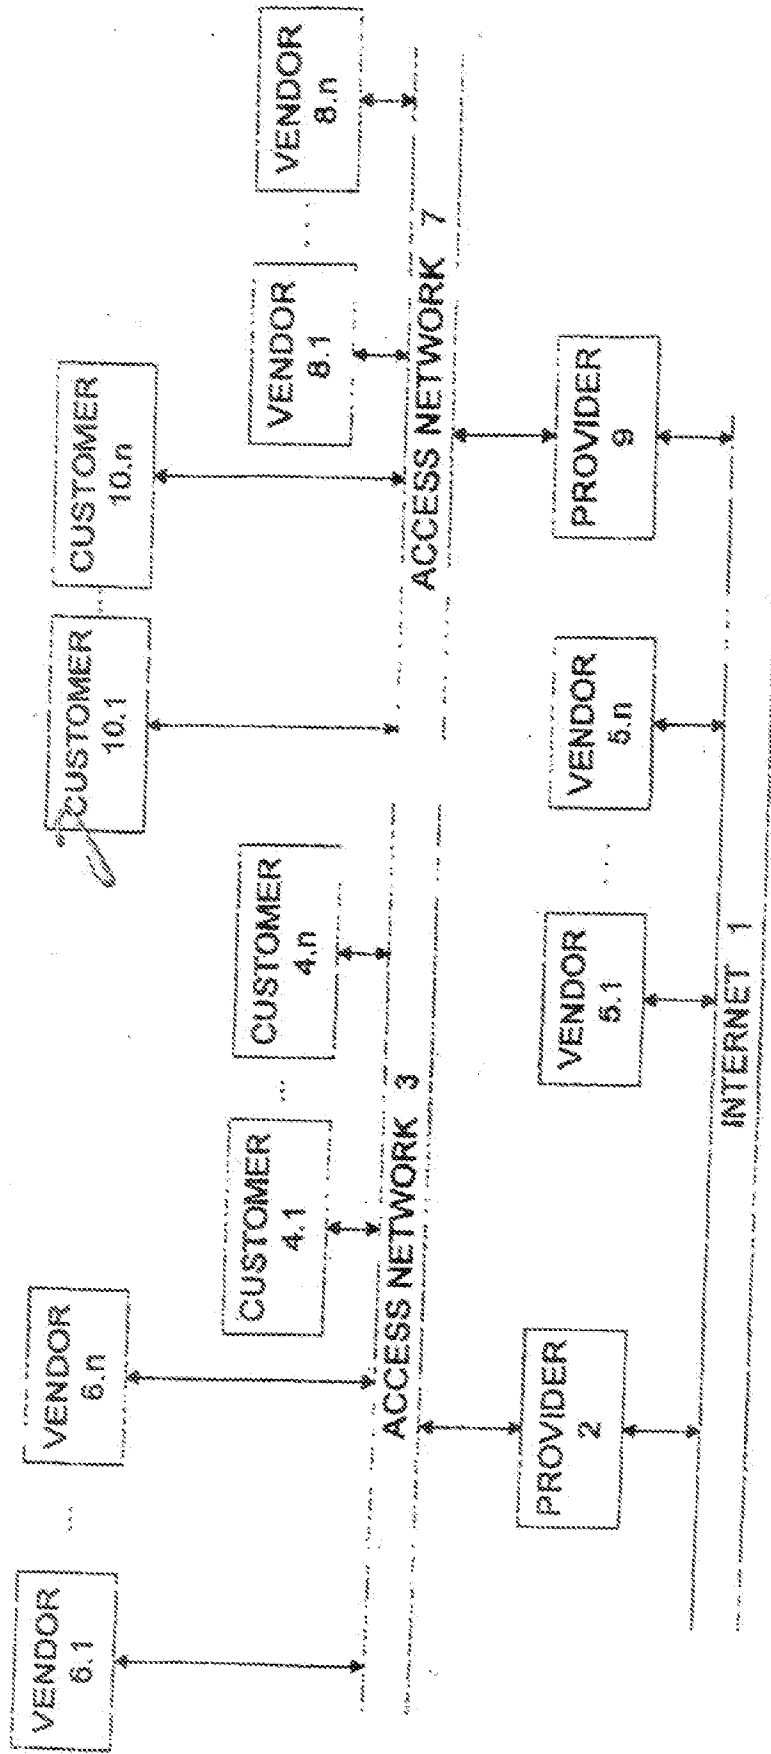 VENDOR
6.1
...
VENDOR
6.n
CUSTOMER
10.1
...
CUSTOMER
10.n
CUSTOMER
4.1
...
CUSTOMER
4.n
VENDOR
8.1
...
VENDOR
8.n
ACCESS NETWORK 3
ACCESS NETWORK 7
PROVIDER
2
VENDOR
5.1
...
VENDOR
5.n
PROVIDER
9
INTERNET 1